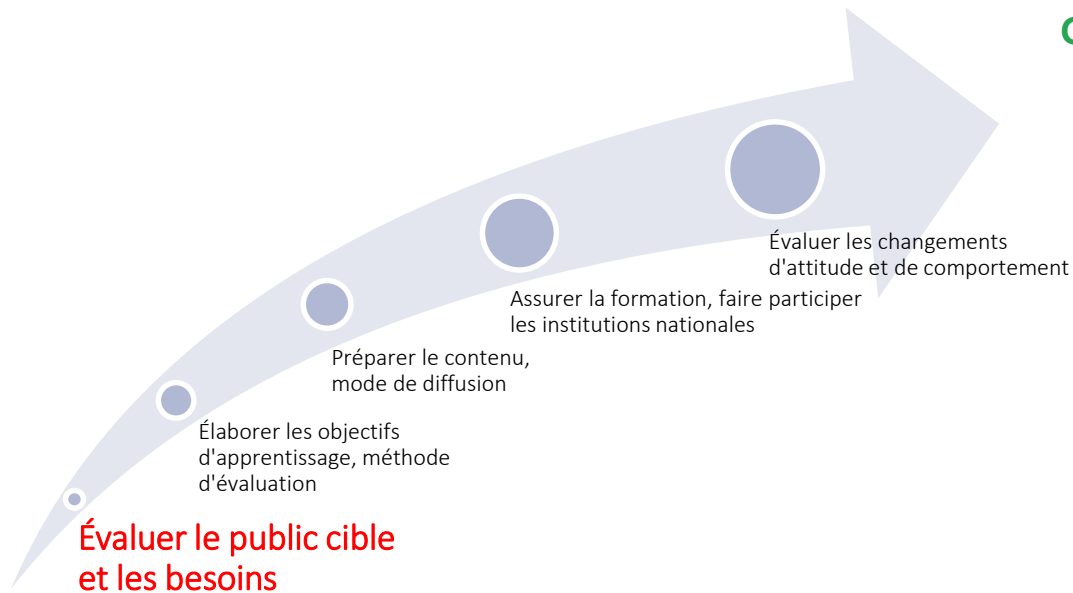 Évaluer les changements
d'attitude et de comportement
Assurer la formation, faire participer
les institutions nationales
Préparer le contenu,
mode de diffusion
Élaborer les objectifs
d'apprentissage, méthode
d'évaluation
Évaluer le public cible
et les besoins